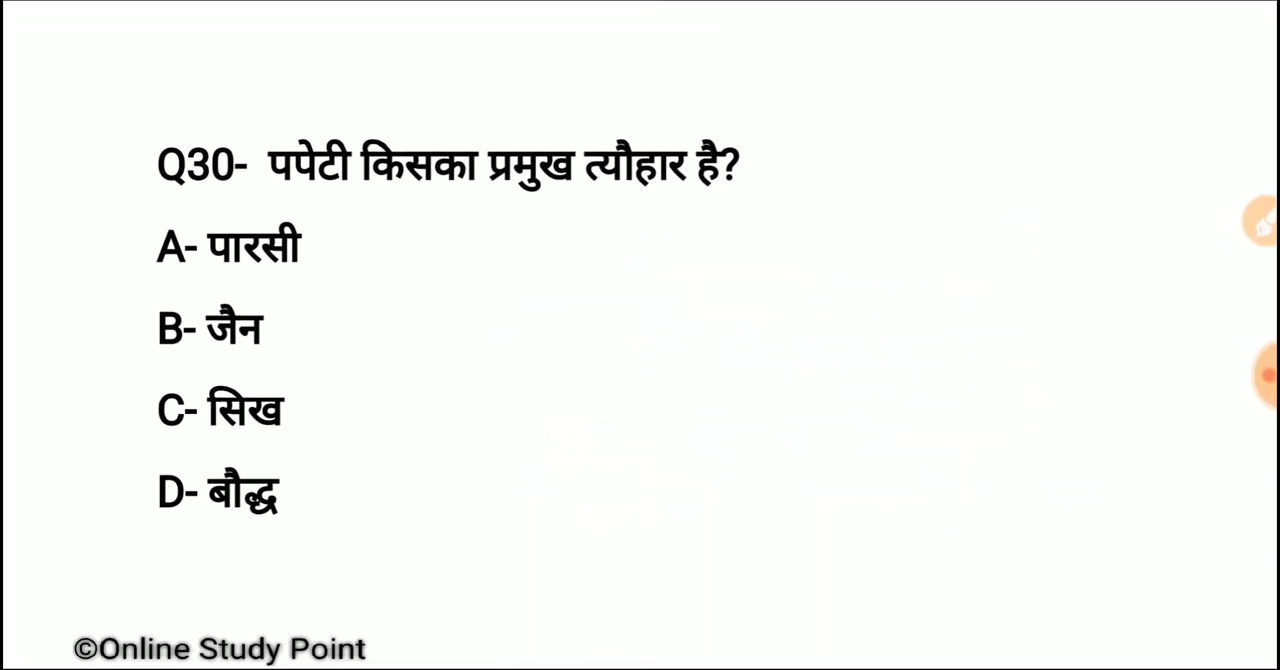 Q30- पपेटी किसका प्रमुख त्यौहार है?
A- पारसी
B- जैन
C- सिख
D- बौद्ध
©Online Study Point